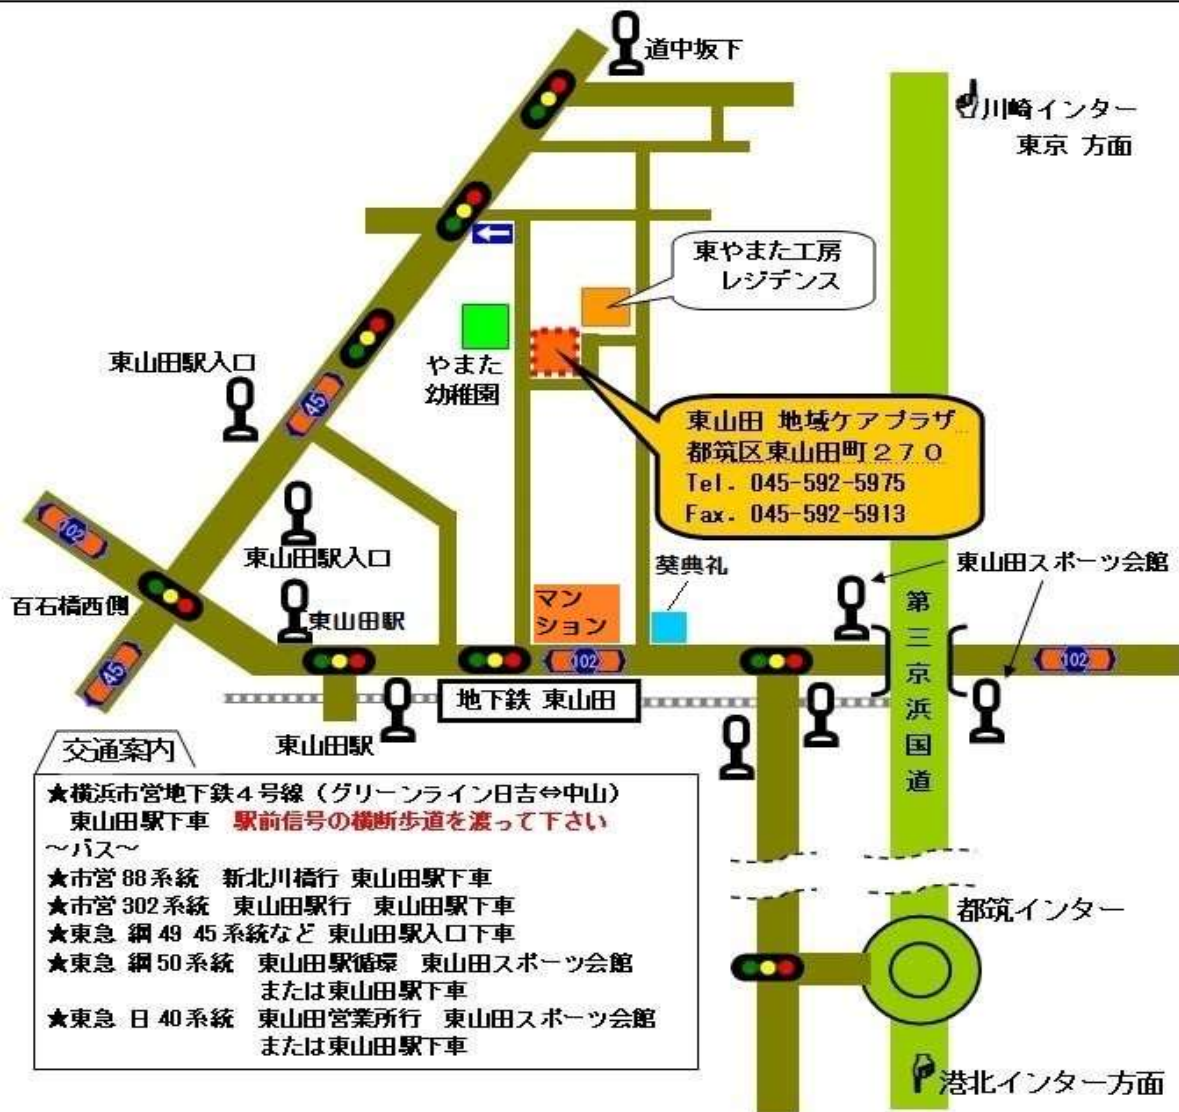 道中坂下
川崎インター
東京 方面
東やまた工房
レジデンス
やまた
幼稚園
東山田駅入口
45
東山田 地域ケアプラザ
都筑区東山田町270
Tel. 045-592-5975
Fax. 045-592-5913
102
東山田駅入口
葵典礼
東山田スポーツ会館
百石橋西側
東山田駅
マン
ション
第三京浜国道
102
102
45
地下鉄 東山田
東山田駅
交通案内
★横浜市営地下鉄4号線(グリーンライン日吉⇔中山)
東山田駅下車 駅前信号の横断歩道を渡って下さい
～バス～
★市営 88 系統 新北川橋行 東山田駅下車
★市営 302 系統 東山田駅行 東山田駅下車
★東急 綱 49 45 系統など 東山田駅入口下車
★東急 綱 50 系統 東山田駅循環 東山田スポーツ会館
または東山田駅下車
★東急 日 40 系統 東山田営業所行 東山田スポーツ会館
または東山田駅下車
都筑インター
港北インター方面